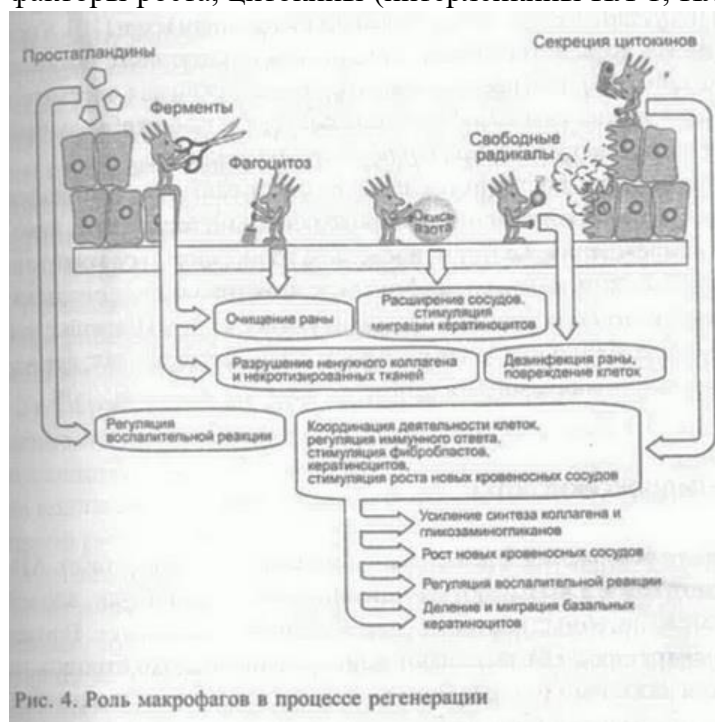 Простагландины
Секреция цитокинов
Ферменты
Свободные
радикалы
Фагоцитоз
Окись
азота
Очищение раны
Расширение сосудов,
стимуляция
миграции кератиноцитов
Разрушение ненужного коллагена
и некротизированных тканей
Дезинфекция раны,
повреждение клеток
Регуляция
воспалительной реакции
Координация деятельности клеток,
регуляция иммунного ответа,
стимуляция фибробластов,
кератиноцитов,
стимуляция роста новых кровеносных сосудов
Усиление синтеза коллагена и
гликозаминогликанов
Рост новых кровеносных сосудов
Регуляция воспалительной реакции
Деление и миграция базальных
кератиноцитов
Рис. 4. Роль макрофагов в процессе регенерации